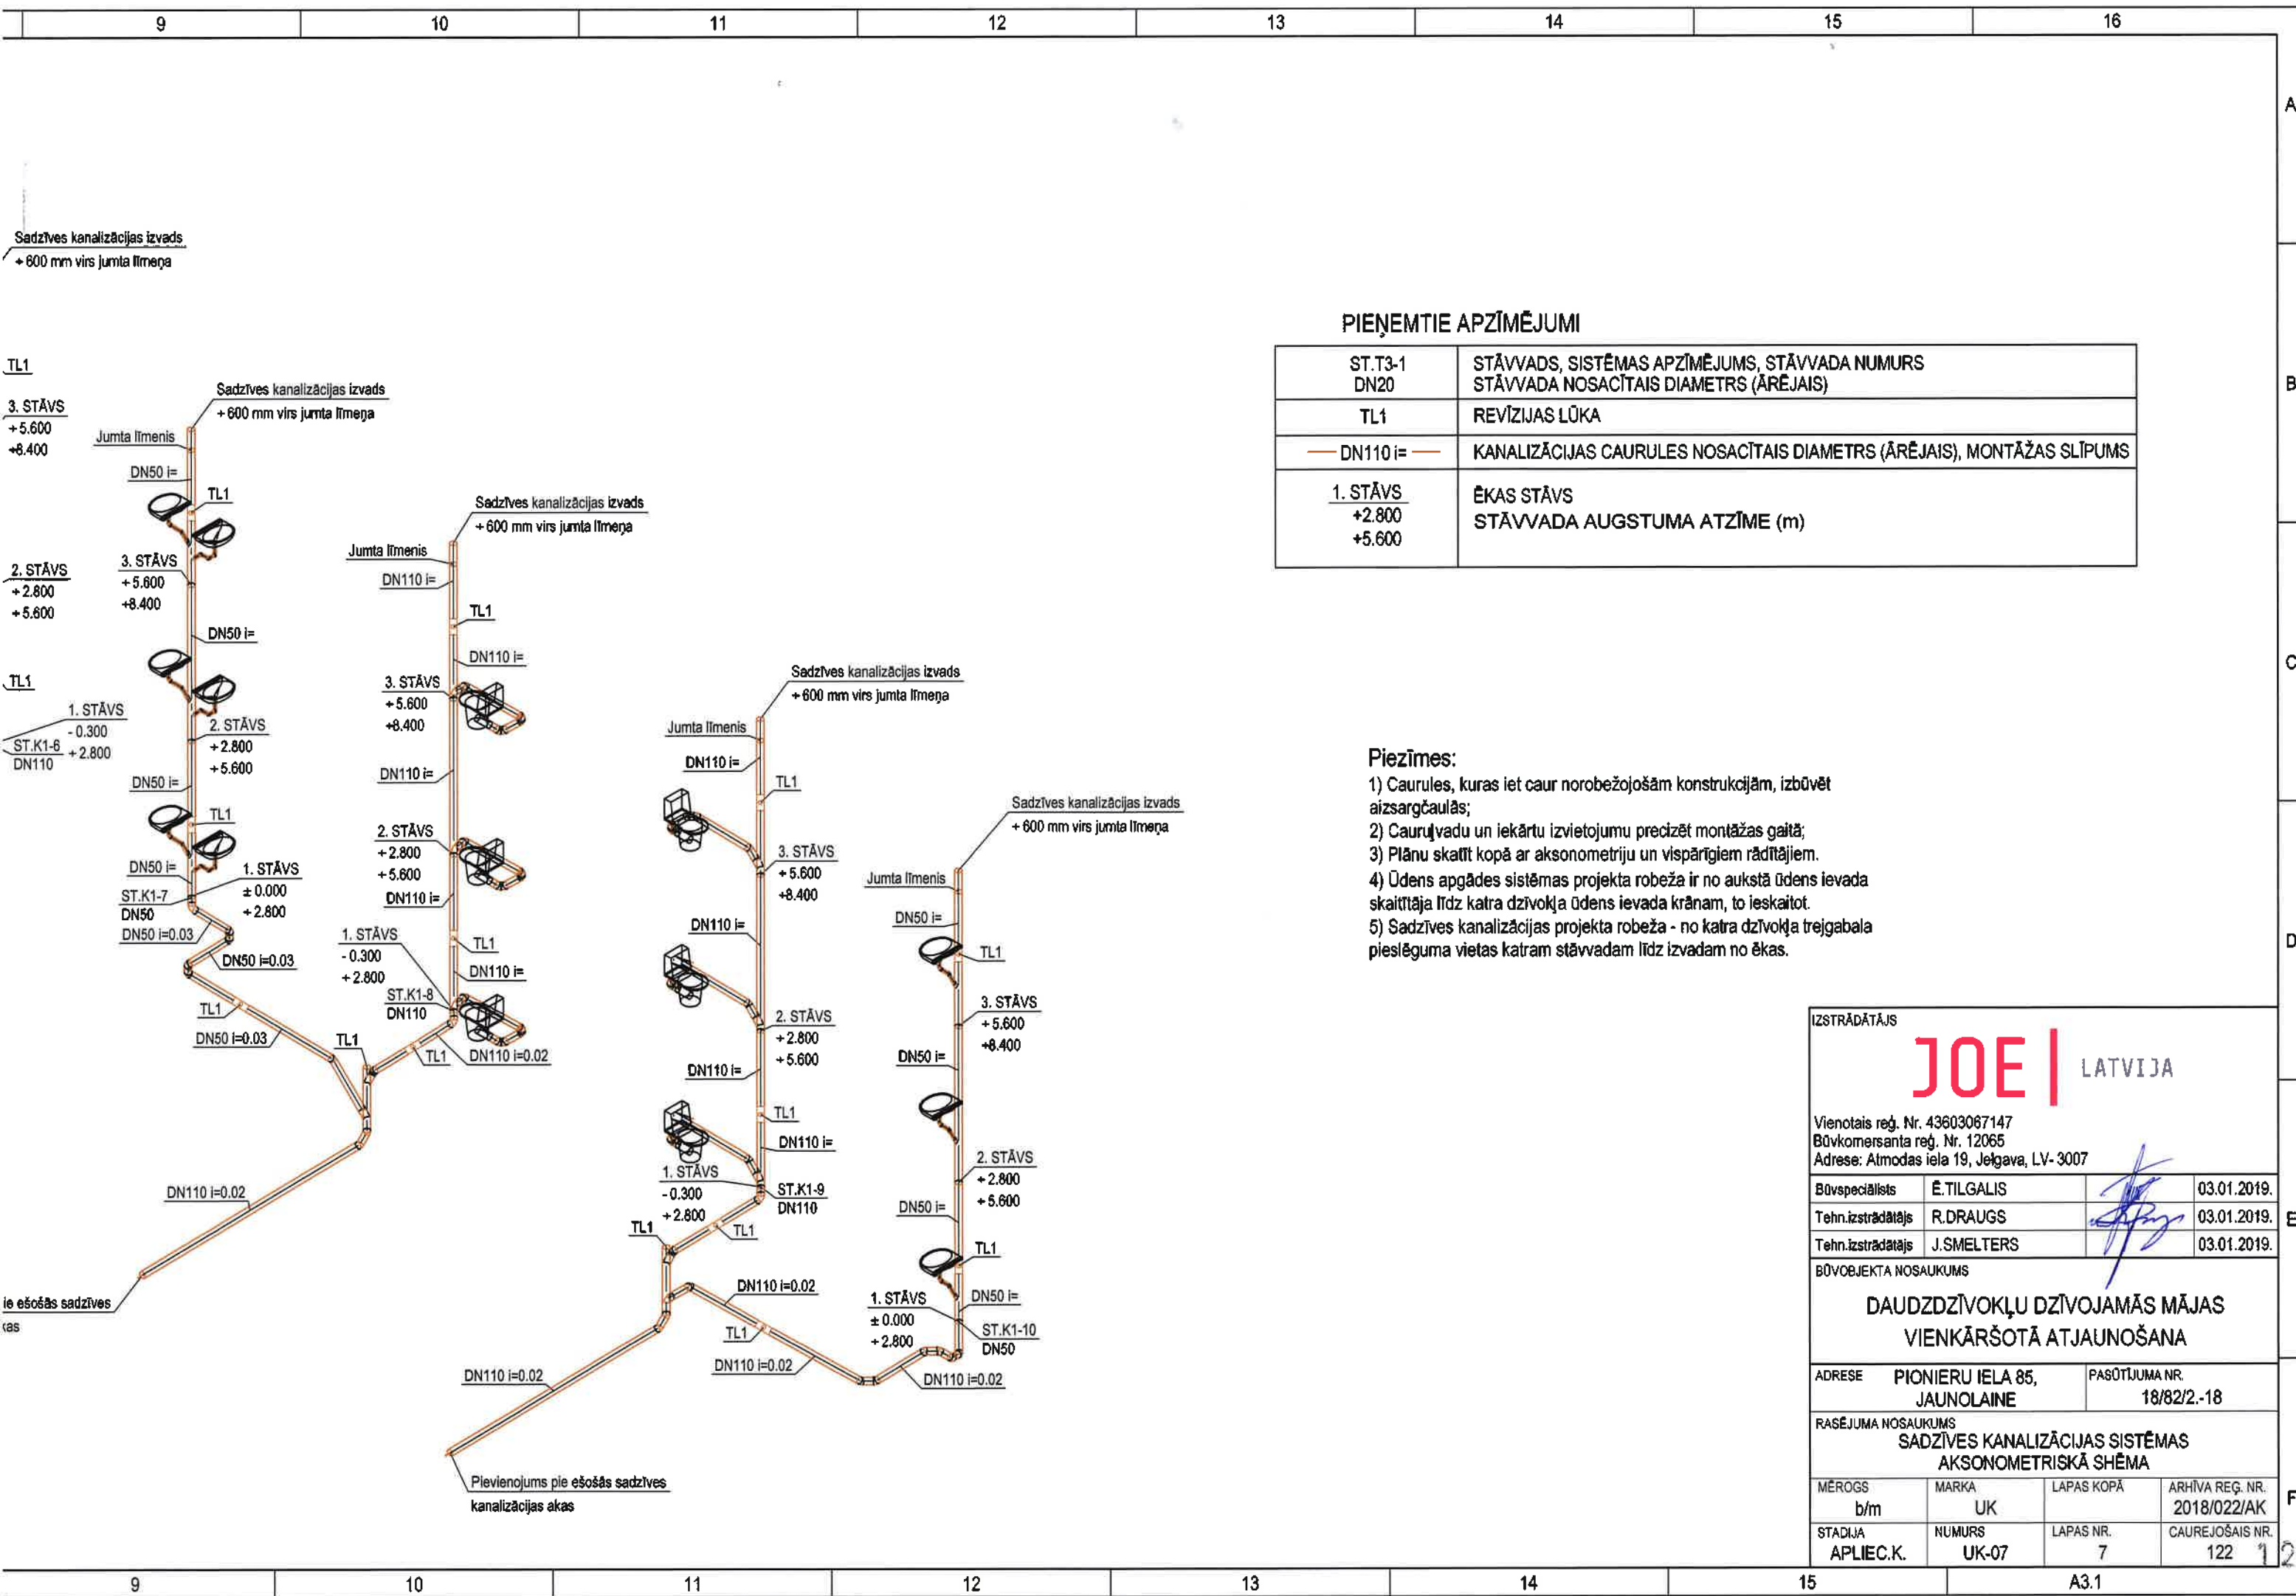 9 10 11 12 13 14 15 16
A
B
C
D
E
F
Sadzīves kanalizācijas izvads
+ 600 mm virs jumta līmeņa
TL1
3. STĀVS
+5.600
+8.400
2. STĀVS
+2.800
+5.600
TL1
1. STĀVS
- 0.300
+2.800
ST.K1-6
DN110
Sadzīves kanalizācijas izvads
+ 600 mm virs jumta līmeņa
Jumta līmenis
DN50 i=
TL1
3. STĀVS
+5.600
+8.400
DN50 i=
2. STĀVS
+2.800
+5.600
DN50 i=
TL1
DN50 i=
1. STĀVS
± 0.000
+2.800
ST.K1-7
DN50
DN50 i=0.03
DN50 i=0.03
TL1
DN50 i=0.03
Sadzīves kanalizācijas izvads
+ 600 mm virs jumta līmeņa
Jumta līmenis
DN110 i=
TL1
DN110 i=
3. STĀVS
+5.600
+8.400
DN110 i=
2. STĀVS
+2.800
+5.600
DN110 i=
1. STĀVS
- 0.300
+2.800
TL1
DN110 i=
ST.K1-8
DN110
TL1
TL1
DN110 i=0.02
DN110 i=0.02
ie ešošās sadzīves
kas
Sadzīves kanalizācijas izvads
+ 600 mm virs jumta līmeņa
Jumta līmenis
DN110 i=
TL1
3. STĀVS
+5.600
+8.400
DN110 i=
2. STĀVS
+2.800
+5.600
DN110 i=
TL1
DN110 i=
1. STĀVS
- 0.300
+2.800
ST.K1-9
DN110
TL1
TL1
DN110 i=0.02
TL1
DN110 i=0.02
DN110 i=0.02
DN110 i=0.02
Pievienojums pie ešošās sadzīves
kanalizācijas akas
Sadzīves kanalizācijas izvads
+ 600 mm virs jumta līmeņa
Jumta līmenis
DN50 i=
TL1
3. STĀVS
+5.600
+8.400
DN50 i=
2. STĀVS
+2.800
+5.600
DN50 i=
TL1
DN50 i=
1. STĀVS
± 0.000
+2.800
ST.K1-10
DN50
PIEŅEMTIE APZĪMĒJUMI
ST.T3-1 STĀVVADS, SISTĒMAS APZĪMĒJUMS, STĀVVADA NUMURS
DN20 STĀVVADA NOSACĪTAIS DIAMETRS (ĀRĒJAIS)
TL1 REVĪZIJAS LŪKA
DN110 i= KANALIZĀCIJAS CAURULES NOSACĪTAIS DIAMETRS (ĀRĒJAIS), MONTĀŽAS SLĪPUMS
1. STĀVS ĒKAS STĀVS
+2.800 STĀVVADA AUGSTUMA ATZĪME (m)
+5.600
Piezīmes:
1) Caurules, kuras iet caur norobežojošām konstrukcijām, izbūvēt
aizsargčaulās;
2) Cauruļvadu un iekārtu izvietojumu precizēt montāžas gaitā;
3) Plānu skatīt kopā ar aksonometriju un vispārīgiem rādītājiem.
4) Ūdens apgādes sistēmas projekta robeža ir no aukstā ūdens ievada
skaitītāja līdz katra dzīvokļa ūdens ievada krānam, to ieskaitot.
5) Sadzīves kanalizācijas projekta robeža - no katra dzīvokļa trejgabala
pieslēguma vietas katram stāvvadam līdz izvadam no ēkas.
IZSTRĀDĀTĀJS
JOE | LATVIJA
Vienotais reģ. Nr. 43603067147
Būvkomersanta reģ. Nr. 12065
Adrese: Atmodas iela 19, Jelgava, LV- 3007
Būvspeciālists E.TILGALIS 03.01.2019.
Tehn.izstrādātājs R.DRAUGS 03.01.2019.
Tehn.izstrādātājs J.SMELTERS 03.01.2019.
BŪVOBJEKTA NOSAUKUMS
DAUDZDZĪVOKĻU DZĪVOJAMĀS MĀJAS
VIENKĀRŠOTĀ ATJAUNOŠANA
ADRESE PIONIERU IELA 85,
JAUNOLAINE
PASŪTĪJUMA NR.
18/82/2.-18
RASĒJUMA NOSAUKUMS
SADZĪVES KANALIZĀCIJAS SISTĒMAS
AKSONOMETRISKĀ SHĒMA
MĒROGS MARKA LAPAS KOPĀ ARHĪVA REĢ. NR.
b/m UK 2018/022/AK
STADIJA NUMURS LAPAS NR. CAUREJOŠAIS NR.
APLIEC.K. UK-07 7 122
12
9 10 11 12 13 14 15 A3.1